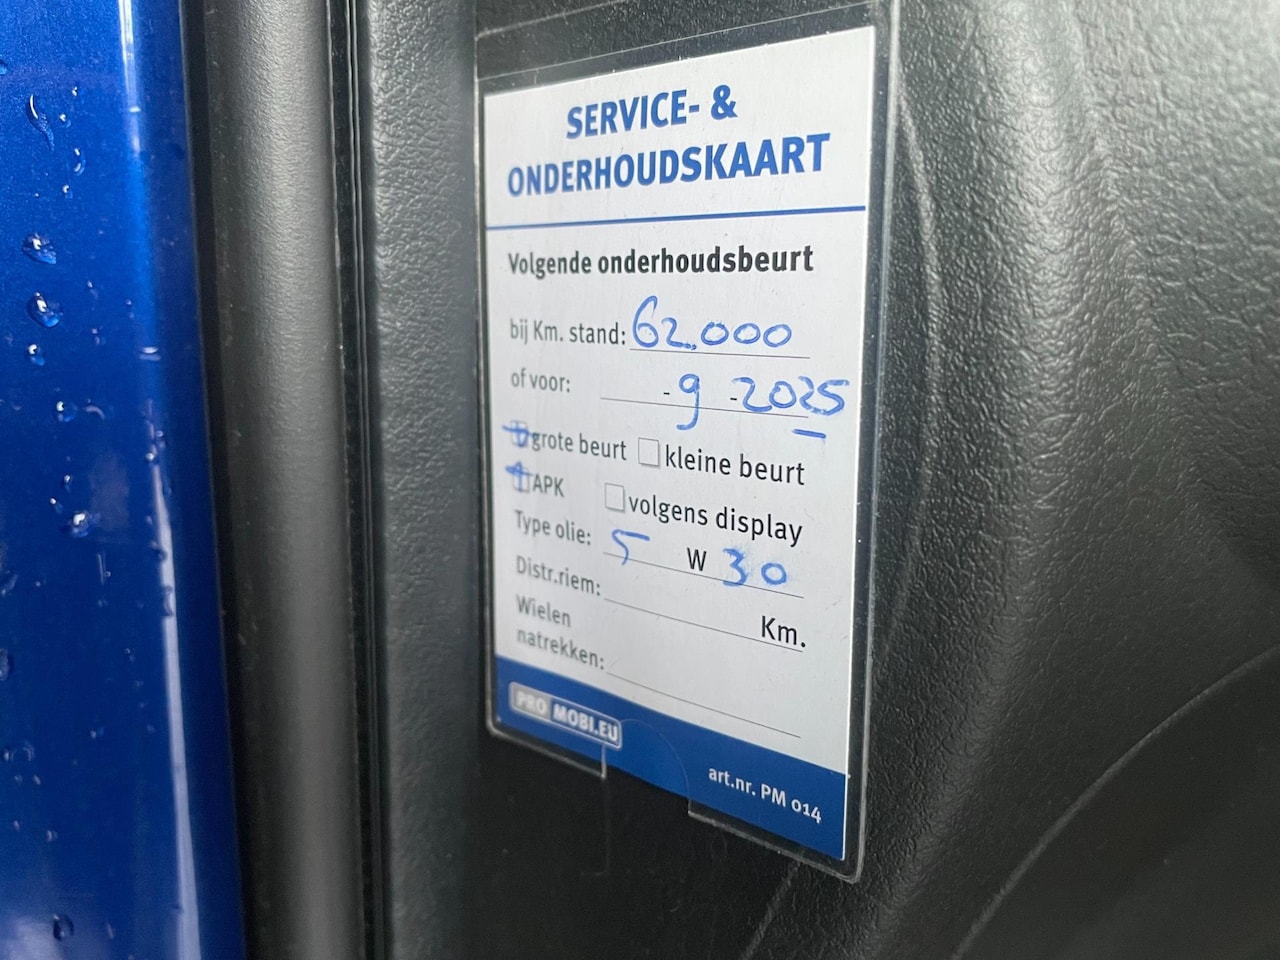 SERVICE- &
ONDERHOUDSKAART
Volgende onderhoudsbeurt
bij Km. stand: 62.000
of voor: -9 -2025
grote beurt kleine beurt
APK volgens display
Type olie: 5 W 30
Distr.riem: Km.
Wielen
natrekken:
PRO MOBI.EU
art.nr. PM 014